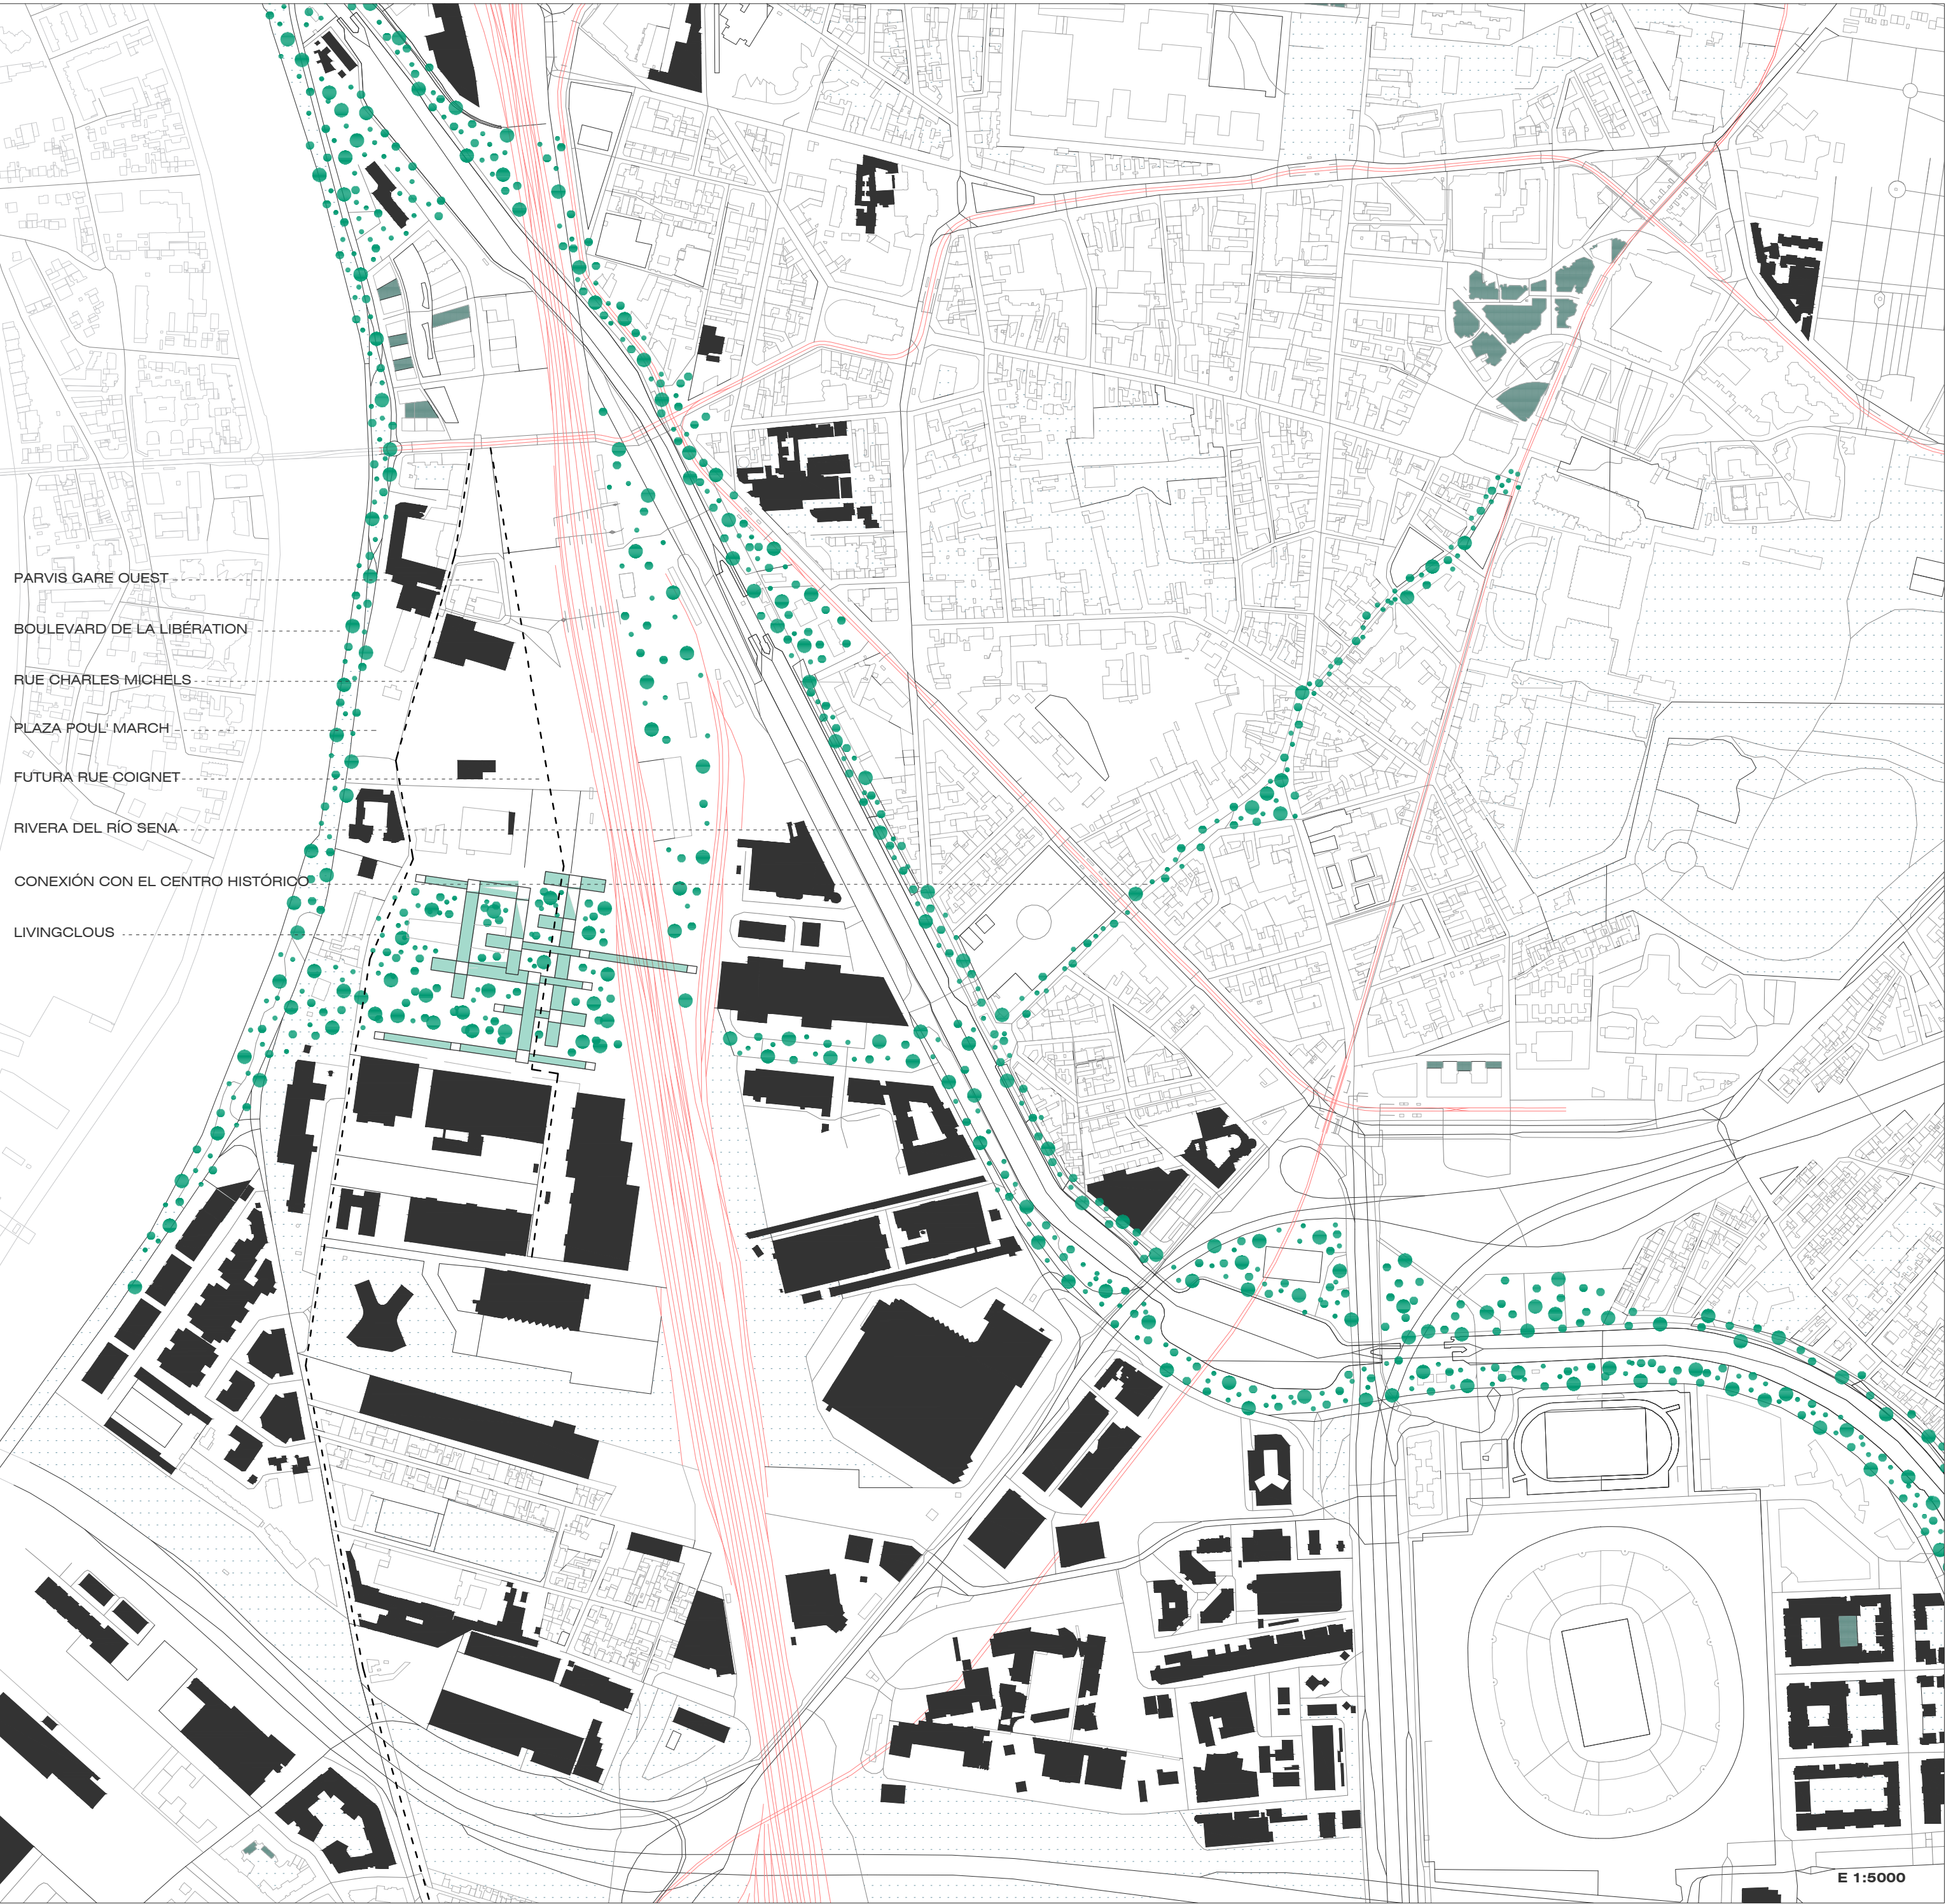 PARVIS GARE OUEST
BOULEVARD DE LA LIBÉRATION
RUE CHARLES MICHELS
PLAZA POUL' MARCH
FUTURA RUE COIGNET
RIVERA DEL RÍO SENA
CONEXIÓN CON EL CENTRO HISTÓRICO
LIVINGCLOUS
E 1:5000